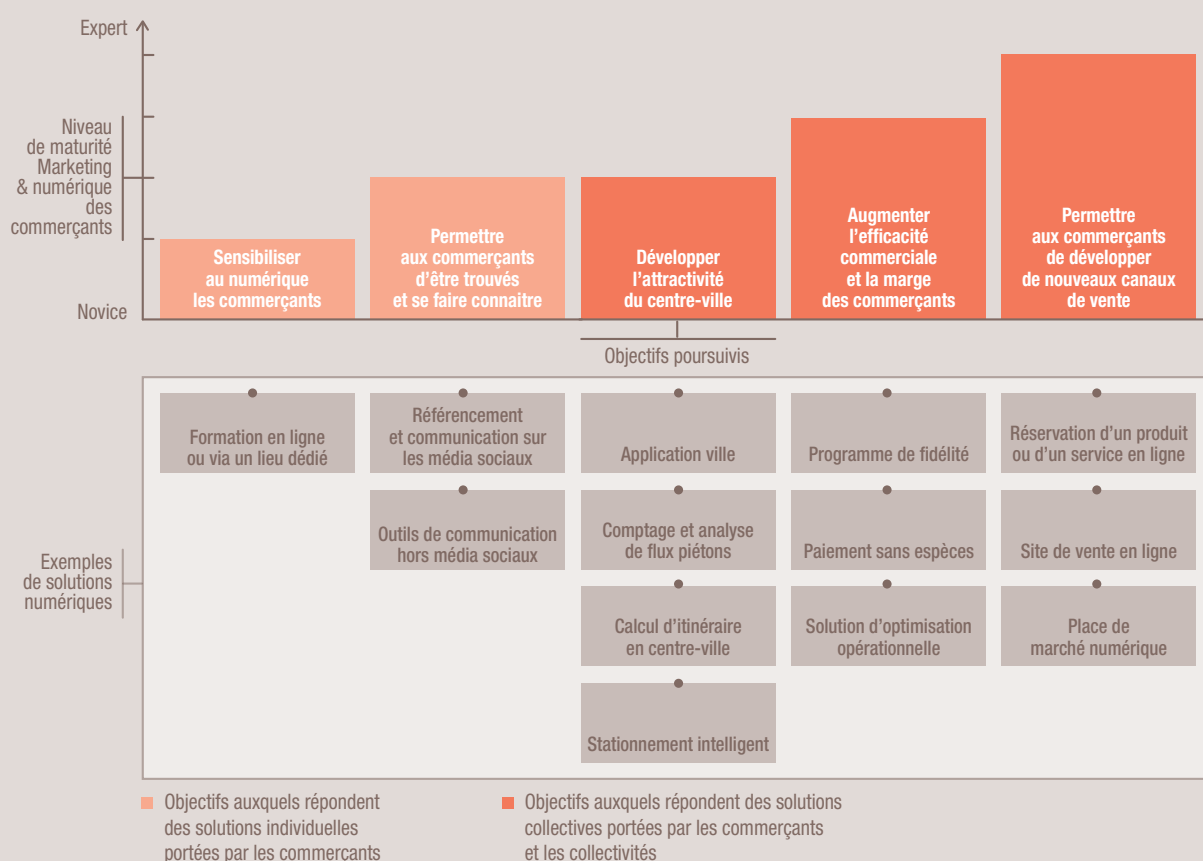 Expert
Niveau
de maturité
Marketing
& numérique
des
commerçants
Novice
Sensibiliser
au numérique
les commerçants
Permettre
aux commerçants
d'être trouvés
et se faire connaitre
Développer
l'attractivité
du centre-ville
Augmenter
l'efficacité
commerciale
et la marge
des commerçants
Permettre
aux commerçants
de développer
de nouveaux canaux
de vente
Objectifs poursuivis
Exemples
de solutions
numériques
Formation en ligne
ou via un lieu dédié
Référencement
et communication sur
les média sociaux
Outils de communication
hors média sociaux
Application ville
Comptage et analyse
de flux piétons
Calcul d'itinéraire
en centre-ville
Stationnement intelligent
Programme de fidélité
Paiement sans espèces
Solution d'optimisation
opérationnelle
Réservation d'un produit
ou d'un service en ligne
Site de vente en ligne
Place de
marché numérique
Objectifs auxquels répondent
des solutions individuelles
portées par les commerçants
Objectifs auxquels répondent des solutions
collectives portées par les commerçants
et les collectivités